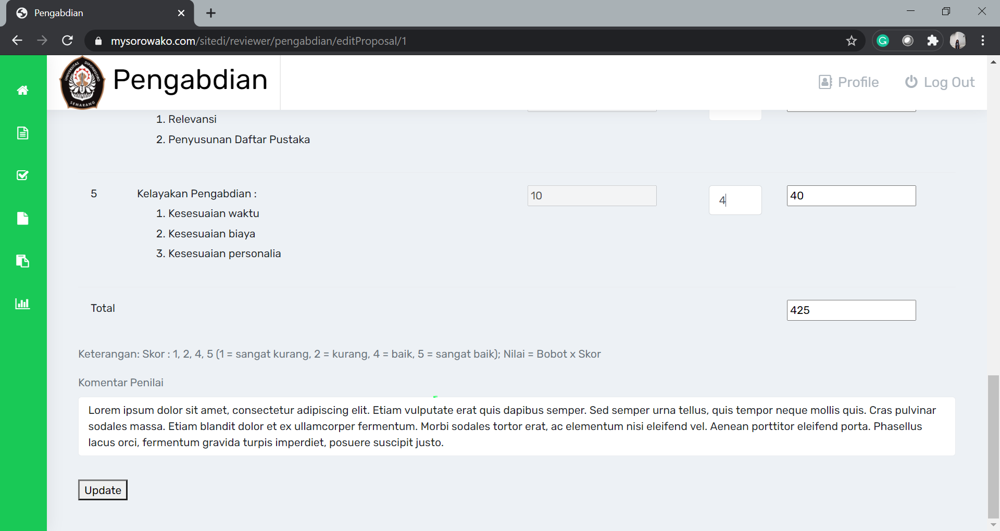 Pengabdian
mysorowako.com/sitedi/reviewer/pengabdian/editProposal/1
UNIVERSITAS DIPONEGORO
SEMARANG
Pengabdian
Profile
Log Out
1. Relevansi
2. Penyusunan Daftar Pustaka
5
Kelayakan Pengabdian :
10
4
40
1. Kesesuaian waktu
2. Kesesuaian biaya
3. Kesesuaian personalia
Total
425
Keterangan: Skor : 1, 2, 4, 5 (1 = sangat kurang, 2 = kurang, 4 = baik, 5 = sangat baik); Nilai = Bobot x Skor
Komentar Penilai
Lorem ipsum dolor sit amet, consectetur adipiscing elit. Etiam vulputate erat quis dapibus semper. Sed semper urna tellus, quis tempor neque mollis quis. Cras pulvinar
sodales massa. Etiam blandit dolor et ex ullamcorper fermentum. Morbi sodales tortor erat, ac elementum nisi eleifend vel. Aenean porttitor eleifend porta. Phasellus
lacus orci, fermentum gravida turpis imperdiet, posuere suscipit justo.
Update